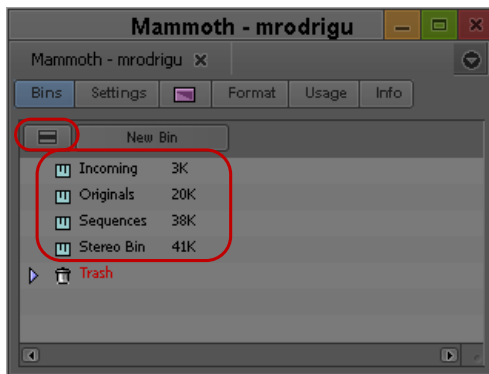 Mammoth - mrodrigu
Mammoth - mrodrigu
Bins Settings Format Usage Info
New Bin
Incoming 3K
Originals 20K
Sequences 38K
Stereo Bin 41K
Trash